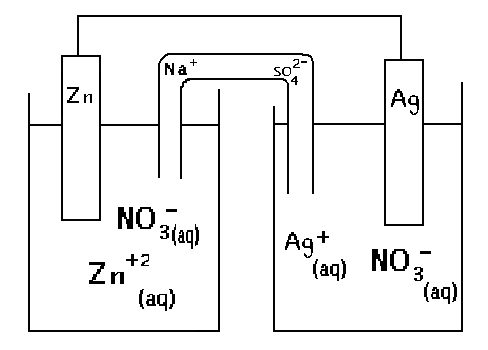 Zn
Na⁺
SO₄²⁻
Ag
NO₃⁻(aq)
Zn⁺²(aq)
Ag⁺(aq)
NO₃⁻(aq)